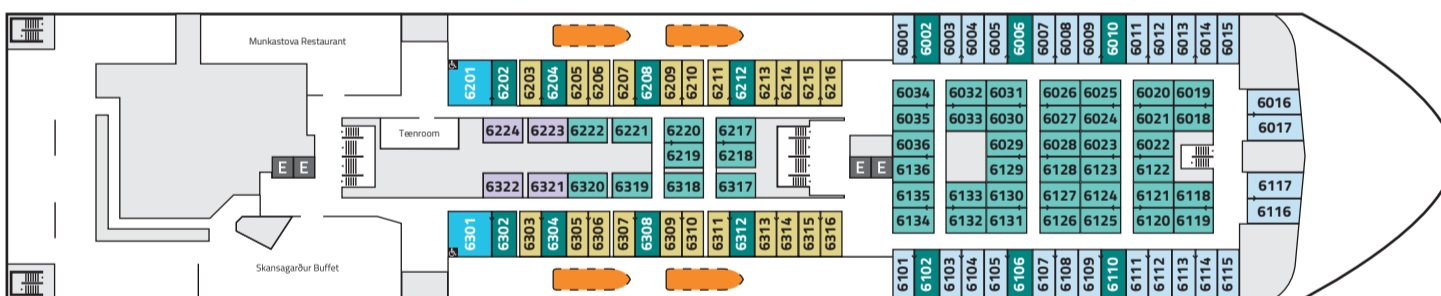 Munkastova Restaurant
6201 6202 6203 6204 6205 6206 6207 6208 6209 6210 6211 6212 6213 6214 6215 6216
6001 6002 6003 6004 6005 6006 6007 6008 6009 6010 6011 6012 6013 6014 6015
6034 6032 6031 6026 6025 6020 6019
6035 6033 6030 6027 6024 6021 6018
6036 6029 6028 6023 6022
6136 6129 6128 6123 6122
6135 6133 6130 6127 6124 6121 6118
6134 6132 6131 6126 6125 6120 6119
6016
6017
6117
6116
Tænroom
6224 6223 6222 6221 6220 6217
6219 6218
6322 6321 6320 6319 6318 6317
E E
E E
6301 6302 6303 6304 6305 6306 6307 6308 6309 6310 6311 6312 6313 6314 6315 6316
6101 6102 6103 6104 6105 6106 6107 6108 6109 6110 6111 6112 6113 6114 6115
Skansagarður Buffet